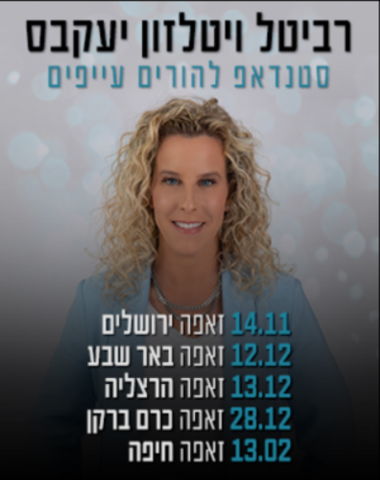 רביטל ויטלזון יעקבס
סטנדאפ להורים עייפים
14.11 זאפה ירושלים
12.12 זאפה באר שבע
13.12 זאפה הרצליה
28.12 זאפה כרם ברקן
13.02 זאפה חיפה